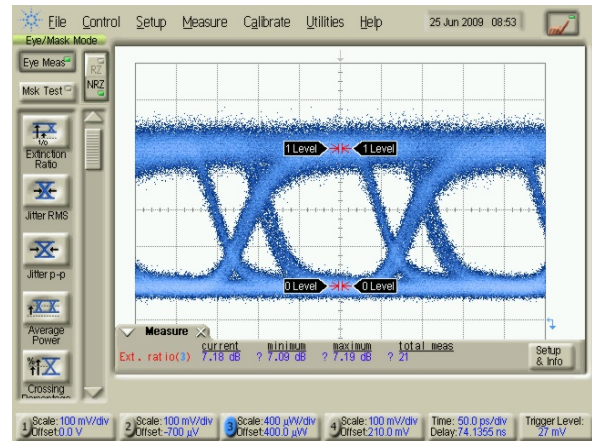 File Control Setup Measure Calibrate Utilities Help 25 Jun 2009 08:53
Eye/Mask Mode
Eye Meas
RZ
NRZ
Msk Test
Extinction
Ratio
Jitter RMS
Jitter p-p
Average
Power
Crossing
1 Level 1 Level
0 Level 0 Level
Measure
current minimum maximum total meas
Ext. ratio(3) 7.18 dB ? 7.09 dB ? 7.19 dB ? 21
Setup
& Info
1 Scale:100 mV/div
Offset:0.0 V
2 Scale:100 mV/div
Offset:-700 µV
3 Scale:400 µW/div
Offset:400.0 µW
4 Scale:100 mV/div
Offset:210.0 mV
Time: 50.0 ps/div
Delay:74.1355 ns
Trigger Level:
27 mV